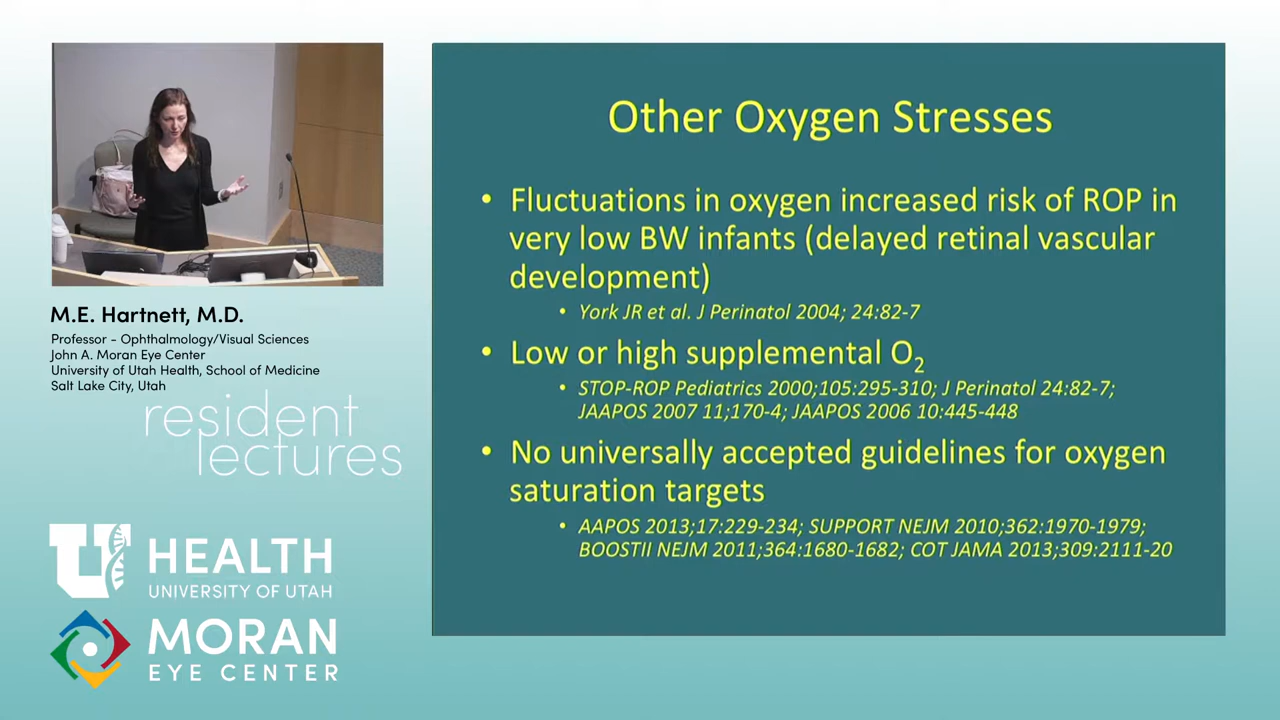 M.E. Hartnett, M.D.
Professor - Ophthalmology/Visual Sciences
John A. Moran Eye Center
University of Utah Health, School of Medicine
Salt Lake City, Utah
resident
lectures
U
HEALTH
UNIVERSITY OF UTAH
MORAN
EYE CENTER
Other Oxygen Stresses
• Fluctuations in oxygen increased risk of ROP in
very low BW infants (delayed retinal vascular
development)
• York JR et al. J Perinatol 2004; 24:82-7
• Low or high supplemental O₂
• STOP-ROP Pediatrics 2000;105:295-310; J Perinatol 24:82-7;
JAAPOS 2007 11;170-4; JAAPOS 2006 10:445-448
• No universally accepted guidelines for oxygen
saturation targets
• AAPOS 2013;17:229-234; SUPPORT NEJM 2010;362:1970-1979;
BOOSTII NEJM 2011;364:1680-1682; COT JAMA 2013;309:2111-20